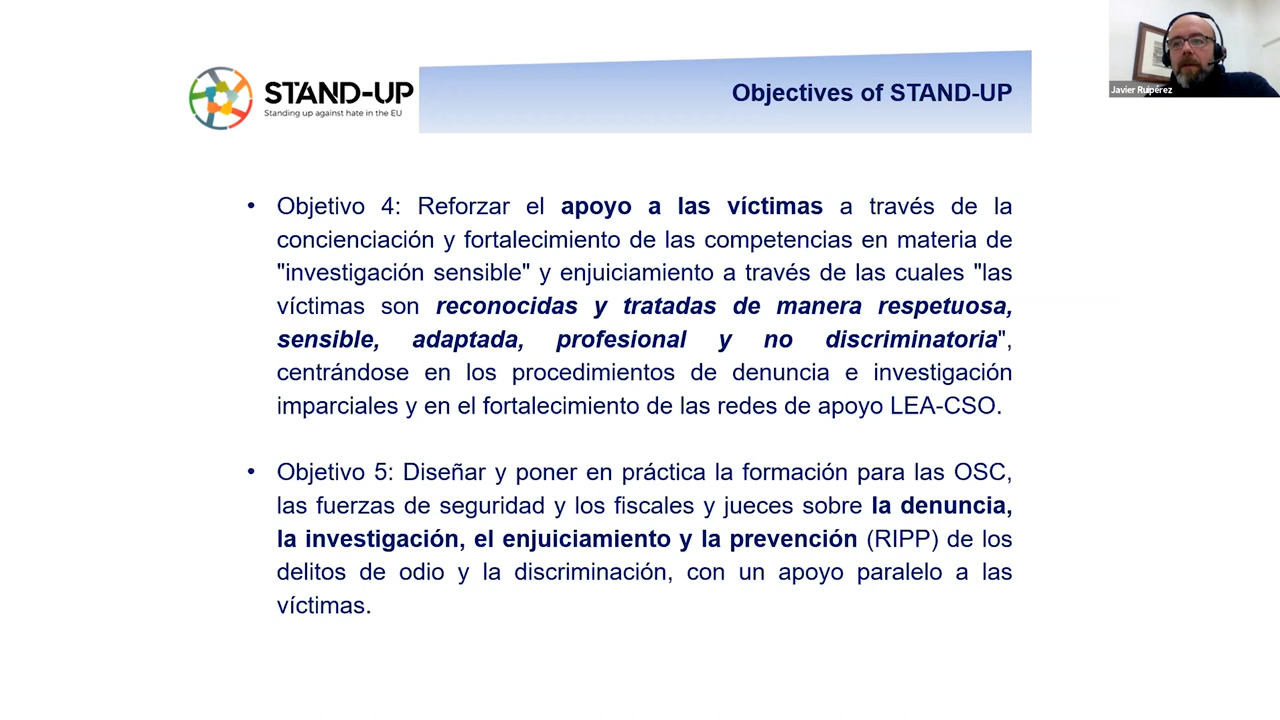 STAND-UP
Standing up against hate in the EU
Objectives of STAND-UP
Javier Ruipérez
• Objetivo 4: Reforzar el apoyo a las víctimas a través de la
concienciación y fortalecimiento de las competencias en materia de
"investigación sensible" y enjuiciamiento a través de las cuales "las
víctimas son reconocidas y tratadas de manera respetuosa,
sensible, adaptada, profesional y no discriminatoria",
centrándose en los procedimientos de denuncia e investigación
imparciales y en el fortalecimiento de las redes de apoyo LEA-CSO.
• Objetivo 5: Diseñar y poner en práctica la formación para las OSC,
las fuerzas de seguridad y los fiscales y jueces sobre la denuncia,
la investigación, el enjuiciamiento y la prevención (RIPP) de los
delitos de odio y la discriminación, con un apoyo paralelo a las
víctimas.